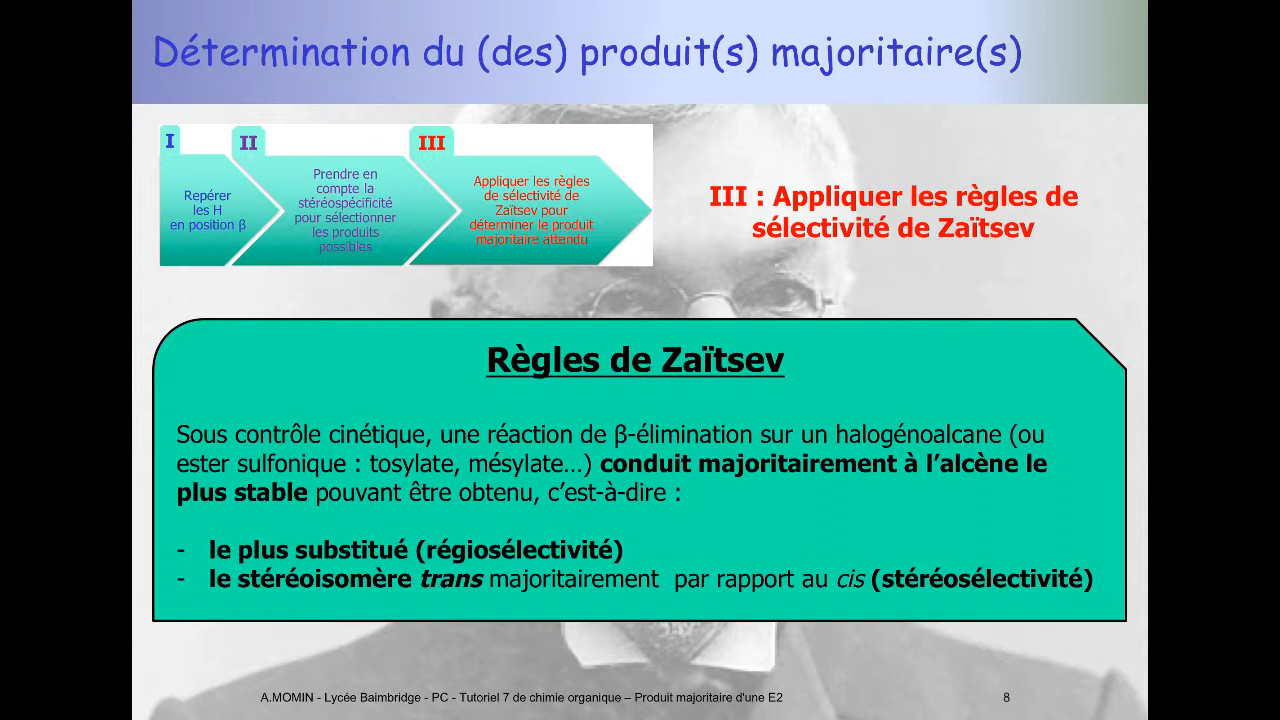 Détermination du (des) produit(s) majoritaire(s)
I
Repérer
les H
en position β
II
Prendre en
compte la
stéréospécificité
pour sélectionner
les produits
possibles
III
Appliquer les règles
de sélectivité de
Zaïtsev pour
déterminer le produit
majoritaire attendu
III : Appliquer les règles de
sélectivité de Zaïtsev
Règles de Zaïtsev
Sous contrôle cinétique, une réaction de β-élimination sur un halogénoalcane (ou
ester sulfonique : tosylate, mésylate…) conduit majoritairement à l’alcène le
plus stable pouvant être obtenu, c’est-à-dire :
- le plus substitué (régiosélectivité)
- le stéréoisomère trans majoritairement par rapport au cis (stéréosélectivité)
A.MOMIN - Lycée Baimbridge - PC - Tutoriel 7 de chimie organique – Produit majoritaire d'une E2
8